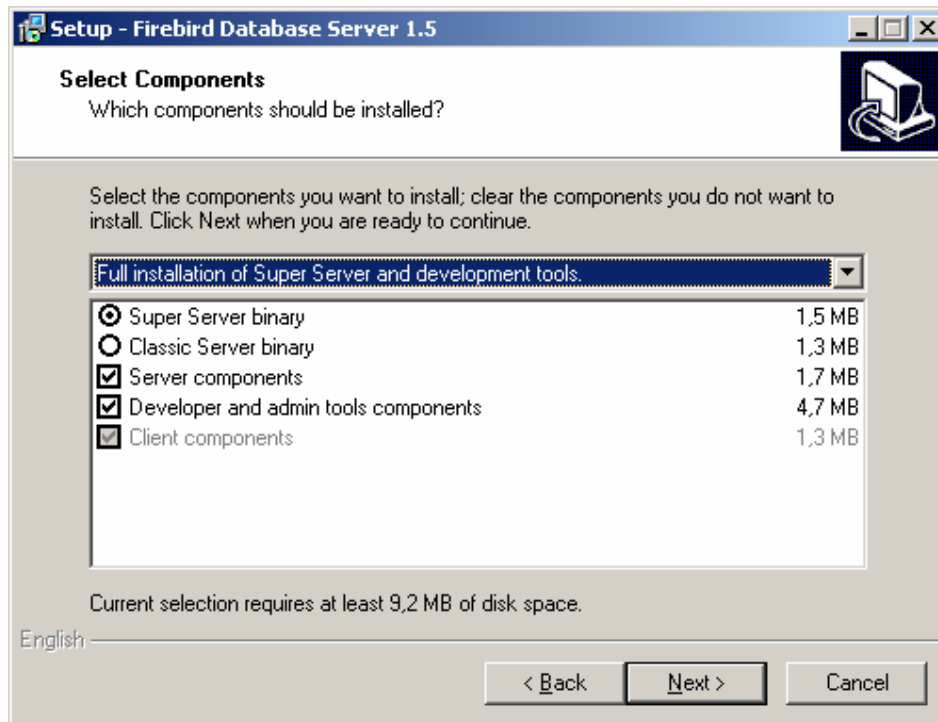 Setup - Firebird Database Server 1.5
Select Components
Which components should be installed?
Select the components you want to install; clear the components you do not want to
install. Click Next when you are ready to continue.
Full installation of Super Server and development tools.
Super Server binary 1,5 MB
Classic Server binary 1,3 MB
Server components 1,7 MB
Developer and admin tools components 4,7 MB
Client components 1,3 MB
Current selection requires at least 9,2 MB of disk space.
English
< Back Next > Cancel